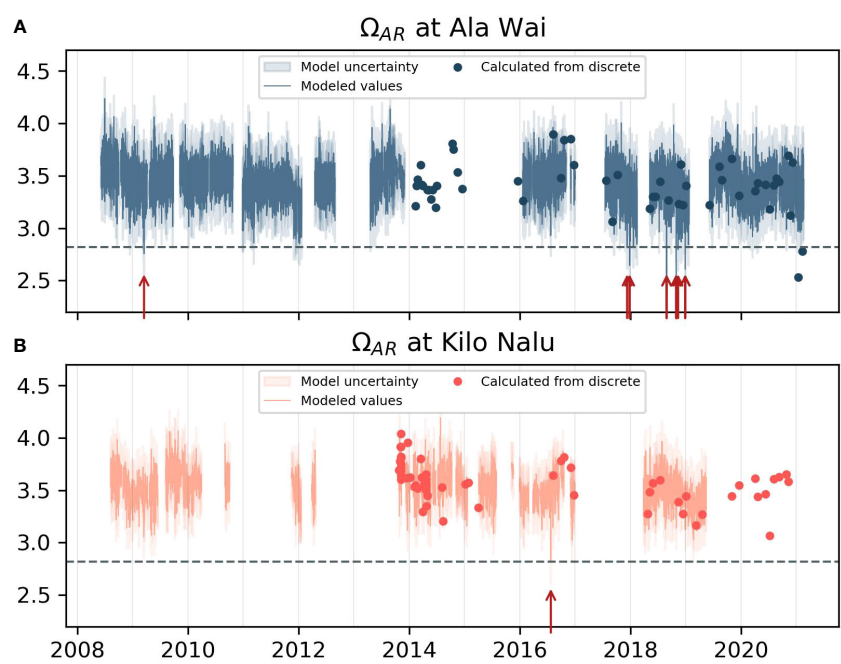 A
Ω_AR at Ala Wai
Model uncertainty
Modeled values
Calculated from discrete
4.5
4.0
3.5
3.0
2.5
B
Ω_AR at Kilo Nalu
Model uncertainty
Modeled values
Calculated from discrete
4.5
4.0
3.5
3.0
2.5
2008 2010 2012 2014 2016 2018 2020